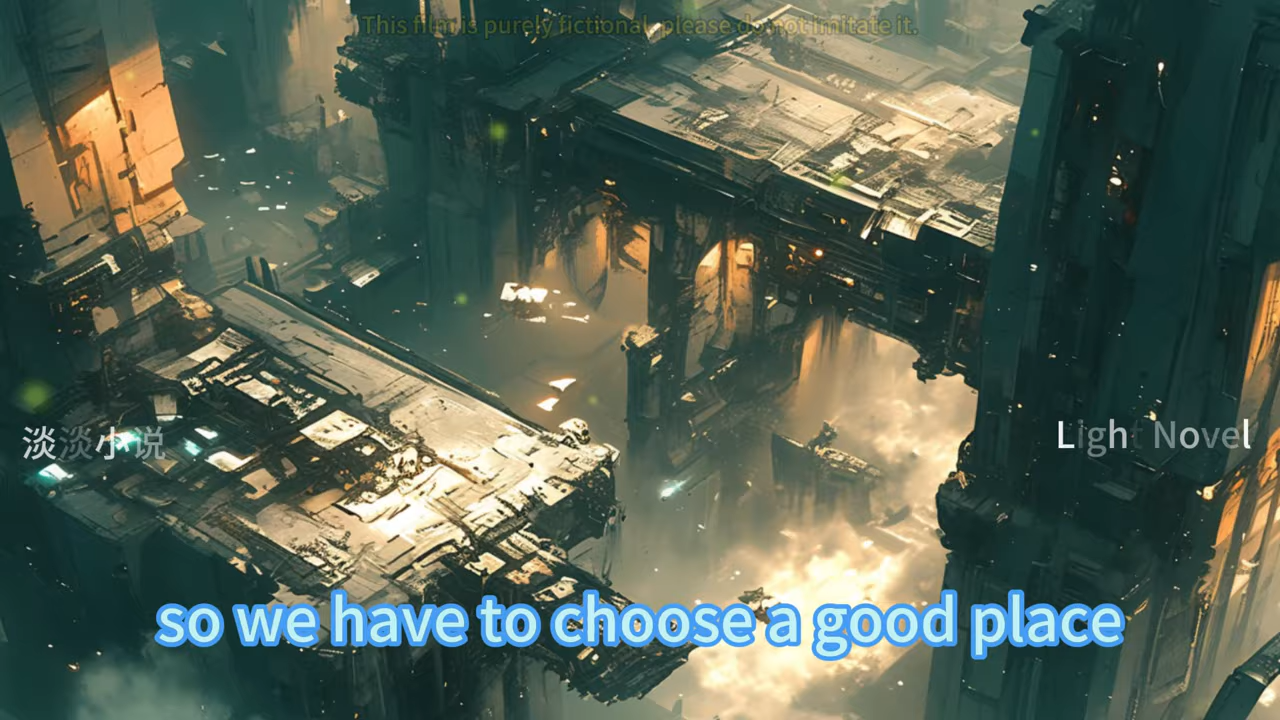 This film is purely fictional, please do not imitate it.
淡淡小说
Light Novel
so we have to choose a good place